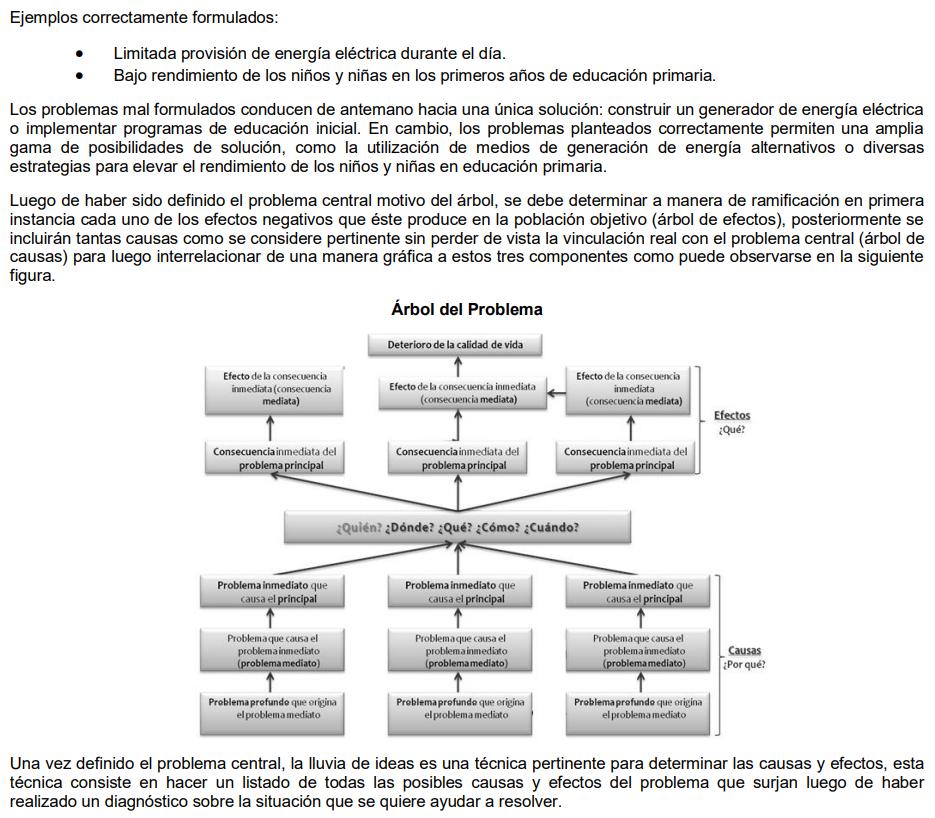 Ejemplos correctamente formulados:
• Limitada provisión de energía eléctrica durante el día.
• Bajo rendimiento de los niños y niñas en los primeros años de educación primaria.
Los problemas mal formulados conducen de antemano hacia una única solución: construir un generador de energía eléctrica
o implementar programas de educación inicial. En cambio, los problemas planteados correctamente permiten una amplia
gama de posibilidades de solución, como la utilización de medios de generación de energía alternativos o diversas
estrategias para elevar el rendimiento de los niños y niñas en educación primaria.
Luego de haber sido definido el problema central motivo del árbol, se debe determinar a manera de ramificación en primera
instancia cada uno de los efectos negativos que éste produce en la población objetivo (árbol de efectos), posteriormente se
incluirán tantas causas como se considere pertinente sin perder de vista la vinculación real con el problema central (árbol de
causas) para luego interrelacionar de una manera gráfica a estos tres componentes como puede observarse en la siguiente
figura.
Árbol del Problema
Deterioro de la calidad de vida
Efecto de la consecuencia
inmediata (consecuencia
mediata)
Efecto de la consecuencia inmediata
(consecuencia mediata)
Efecto de la consecuencia
inmediata
(consecuencia mediata)
Efectos
¿Qué?
Consecuencia inmediata del
problema principal
Consecuencia inmediata del
problema principal
Consecuencia inmediata del
problema principal
¿Quién? ¿Dónde? ¿Qué? ¿Cómo? ¿Cuándo?
Problema inmediato que
causa el principal
Problema inmediato que
causa el principal
Problema inmediato que
causa el principal
Problema que causa el
problema inmediato
(problema mediato)
Problema que causa el
problema inmediato
(problema mediato)
Problema que causa el
problema inmediato
(problema mediato)
Causas
¿Por qué?
Problema profundo que origina
el problema mediato
Problema profundo que origina
el problema mediato
Problema profundo que origina
el problema mediato
Una vez definido el problema central, la lluvia de ideas es una técnica pertinente para determinar las causas y efectos, esta
técnica consiste en hacer un listado de todas las posibles causas y efectos del problema que surjan luego de haber
realizado un diagnóstico sobre la situación que se quiere ayudar a resolver.